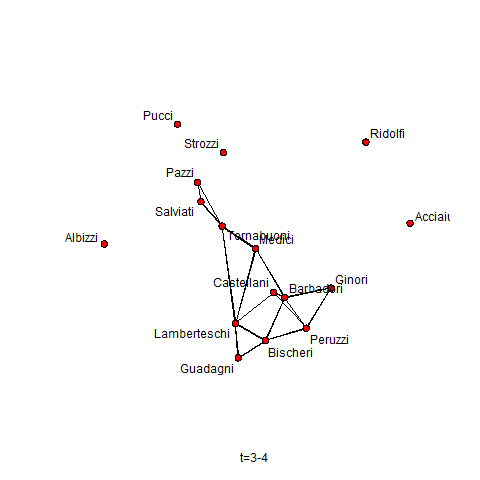 Pucci
Ridolfi
Strozzi
Pazzi
Salviati
Acciaiu
Tornabuoni
Albizzi
Medici
Castellani
Ginori
Barbadori
Lamberteschi
Peruzzi
Bischeri
Guadagni
t=3-4